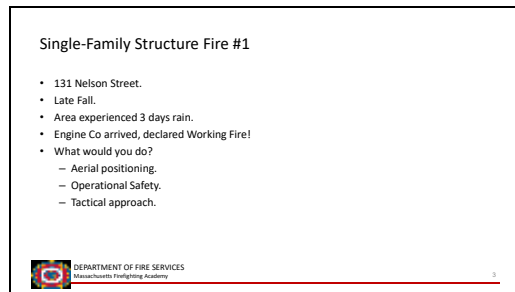 Single-Family Structure Fire #1
• 131 Nelson Street.
• Late Fall.
• Area experienced 3 days rain.
• Engine Co arrived, declared Working Fire!
• What would you do?
– Aerial positioning.
– Operational Safety.
– Tactical approach.
DEPARTMENT OF FIRE SERVICES
Massachusetts Firefighting Academy
3